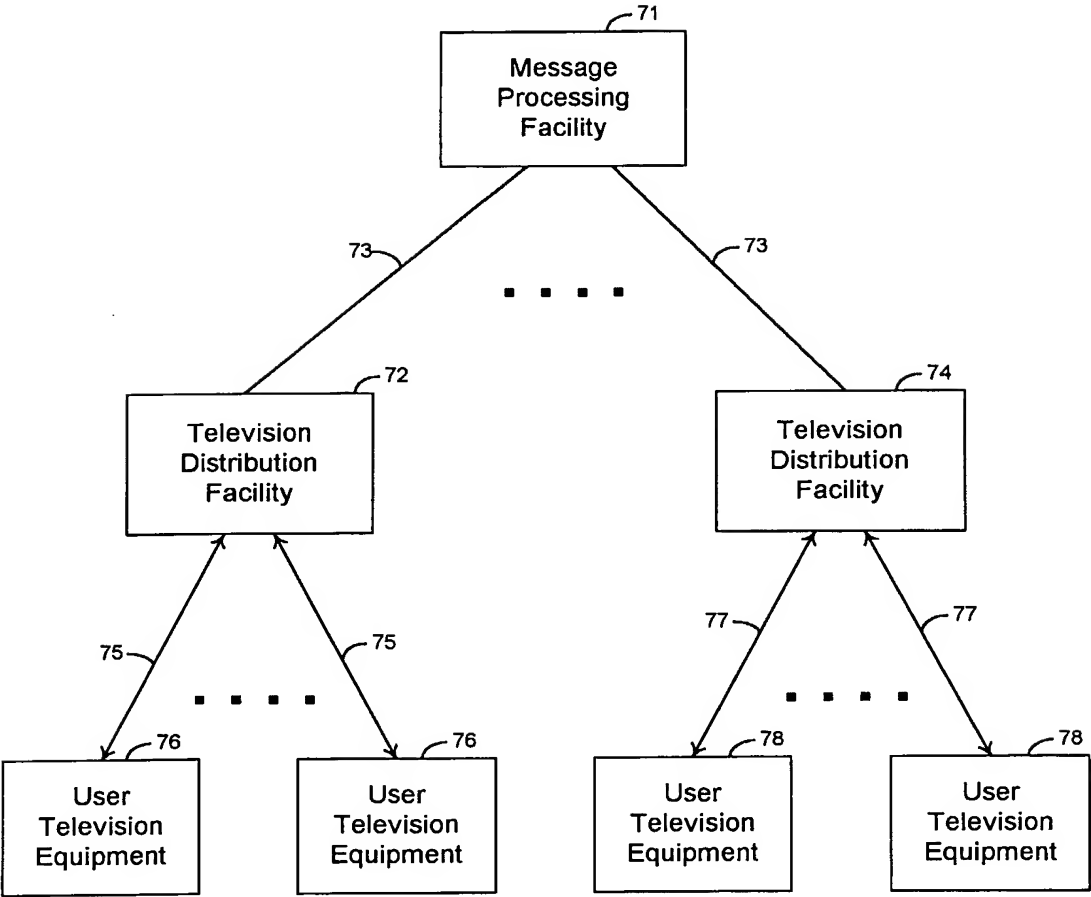 71
Message
Processing
Facility
73
73
72
74
Television
Distribution
Facility
Television
Distribution
Facility
75
75
77
77
76
76
78
78
User
Television
Equipment
User
Television
Equipment
User
Television
Equipment
User
Television
Equipment